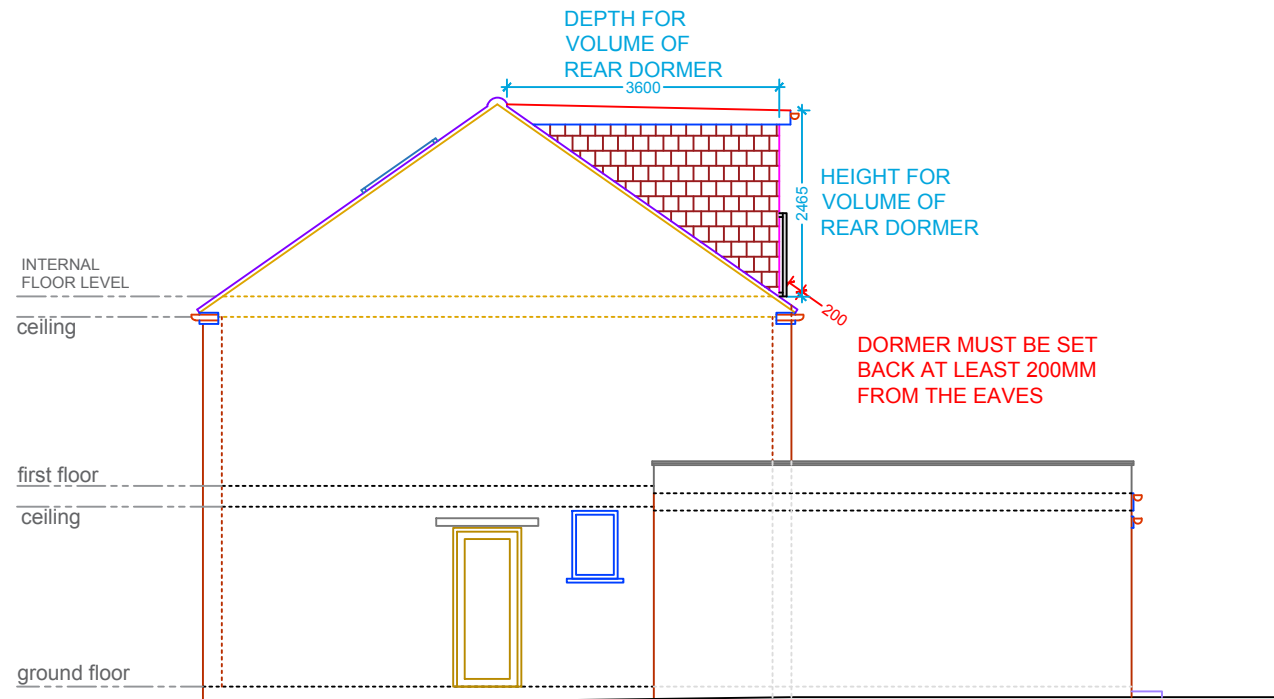 DEPTH FOR
VOLUME OF
REAR DORMER
3600
HEIGHT FOR
VOLUME OF
REAR DORMER
2465
INTERNAL
FLOOR LEVEL
ceiling
200
DORMER MUST BE SET
BACK AT LEAST 200MM
FROM THE EAVES
first floor
ceiling
ground floor